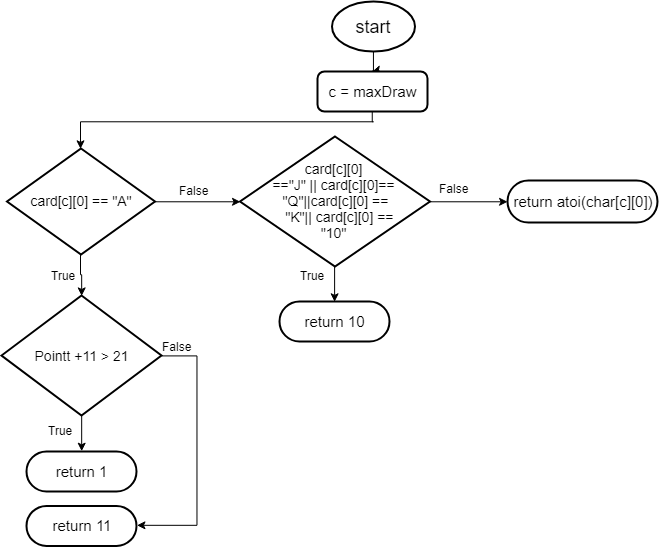 start
c = maxDraw
card[c][0] == "A"
False
card[c][0]
=="J" || card[c][0]==
"Q"||card[c][0] ==
"K"|| card[c][0] ==
"10"
False
return atoi(char[c][0])
True
True
return 10
Pointt +11 > 21
False
True
return 1
return 11